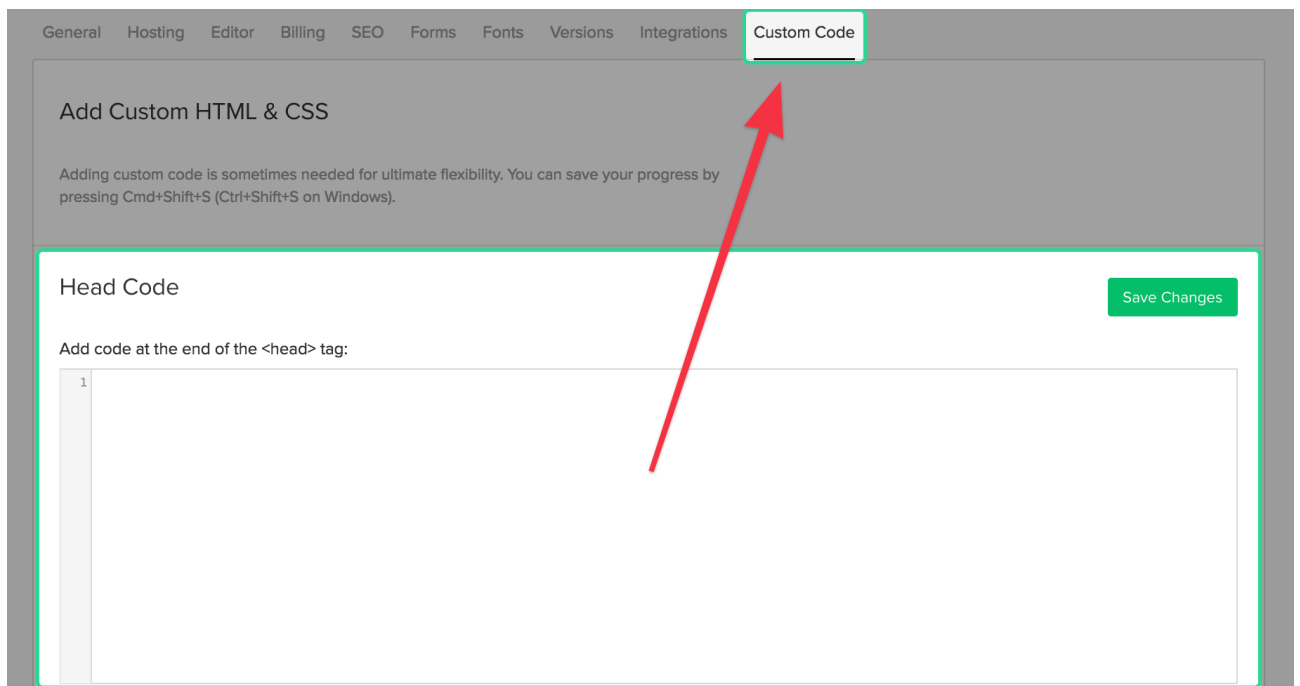 General Hosting Editor Billing SEO Forms Fonts Versions Integrations Custom Code
Add Custom HTML & CSS
Adding custom code is sometimes needed for ultimate flexibility. You can save your progress by
pressing Cmd+Shift+S (Ctrl+Shift+S on Windows).
Head Code
Save Changes
Add code at the end of the <head> tag:
1